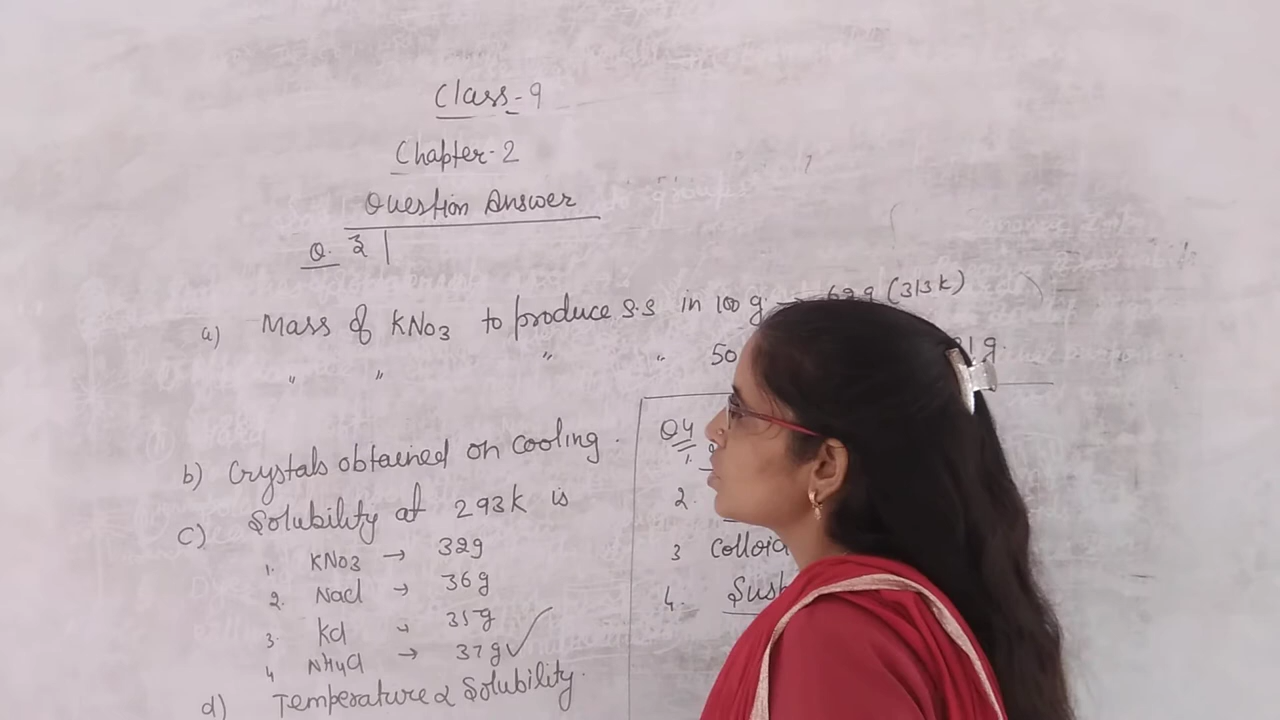 Class-9
Chapter-2
Question Answer
Q. 3
a) Mass of KNO3 to produce s.s in 100 g → 62g (313K)
" " " " 50 31g.
b) Crystals obtained on cooling.
c) Solubility at 293K is
1. KNO3 → 32g
2. Nacl → 36g
3. Kcl → 35g
4 NH4Cl → 37g ✓
d) Temperature α Solubility.
Q4
1.
2.
3 Colloid
4.